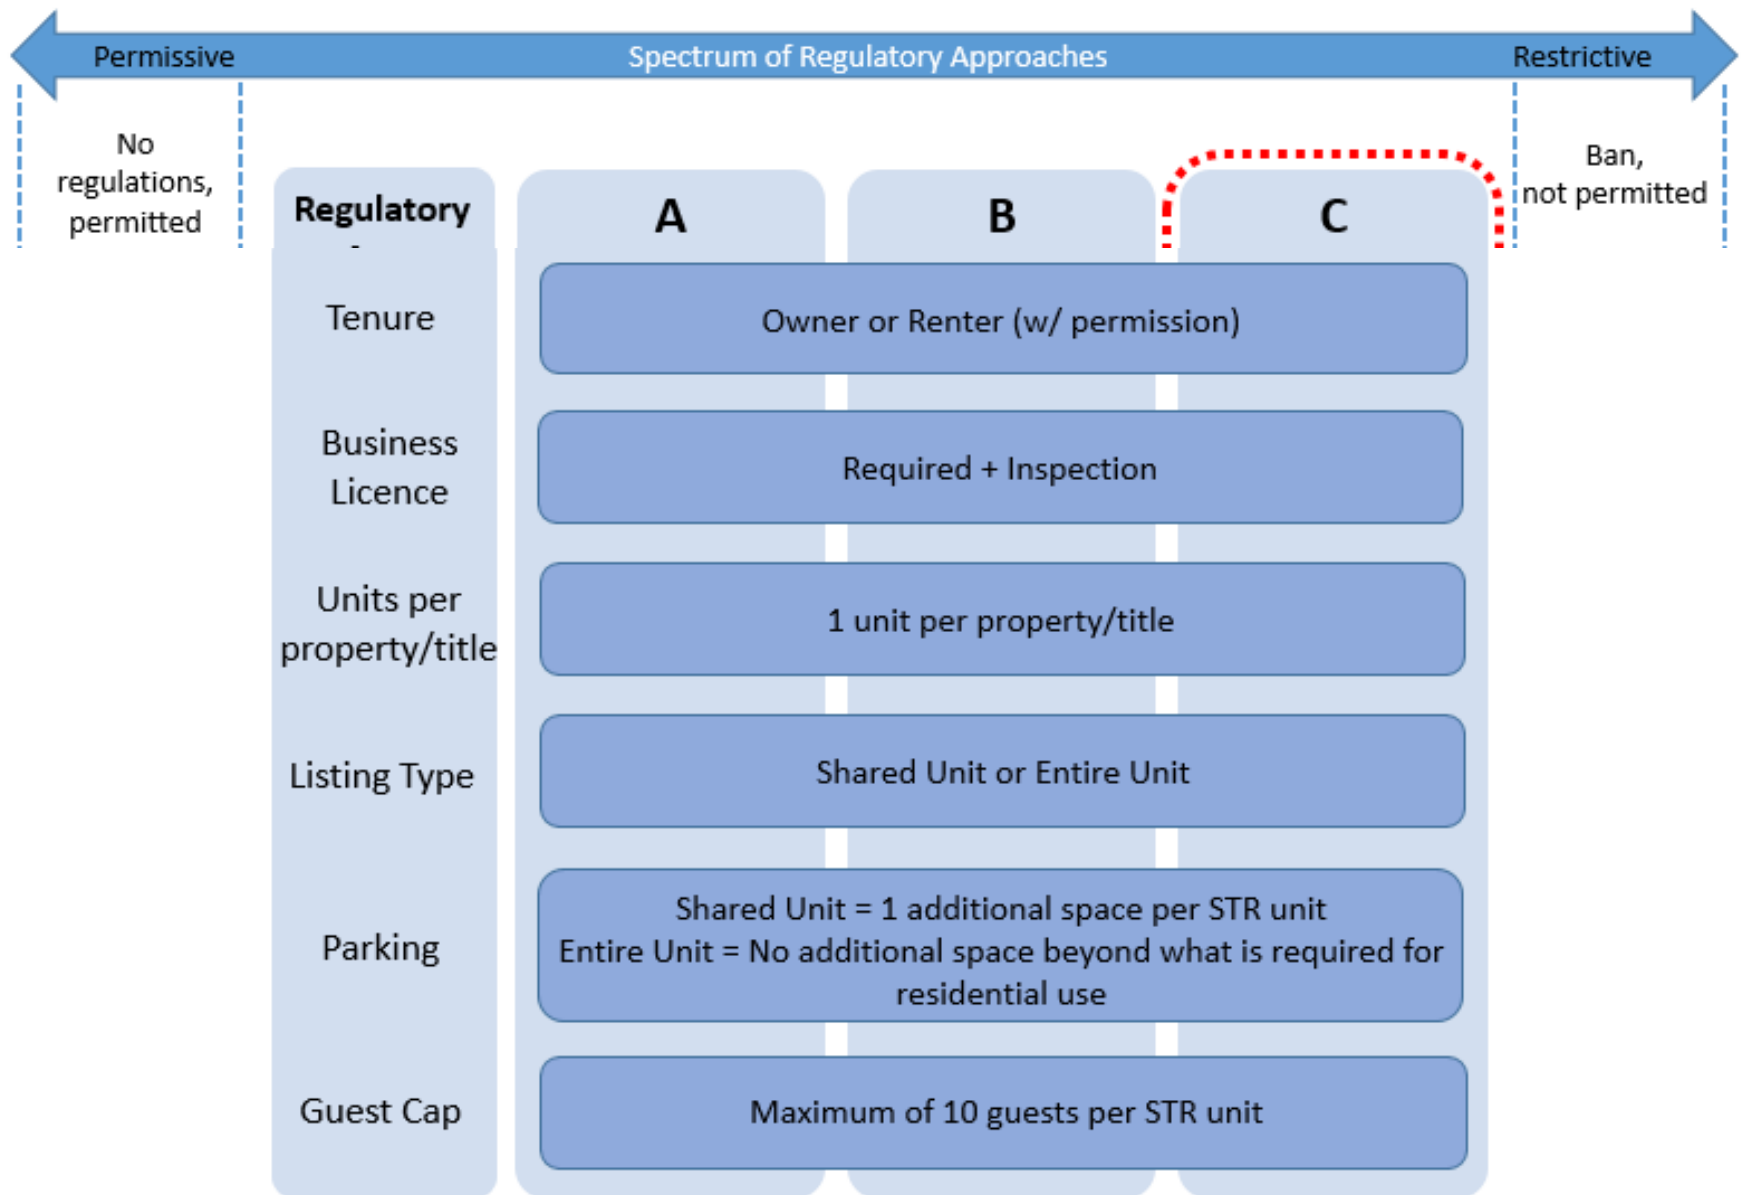 Permissive
Spectrum of Regulatory Approaches
Restrictive
No
regulations,
permitted
Ban,
not permitted
Regulatory
A
B
C
Tenure
Owner or Renter (w/ permission)
Business
Licence
Required + Inspection
Units per
property/title
1 unit per property/title
Listing Type
Shared Unit or Entire Unit
Parking
Shared Unit = 1 additional space per STR unit
Entire Unit = No additional space beyond what is required for
residential use
Guest Cap
Maximum of 10 guests per STR unit